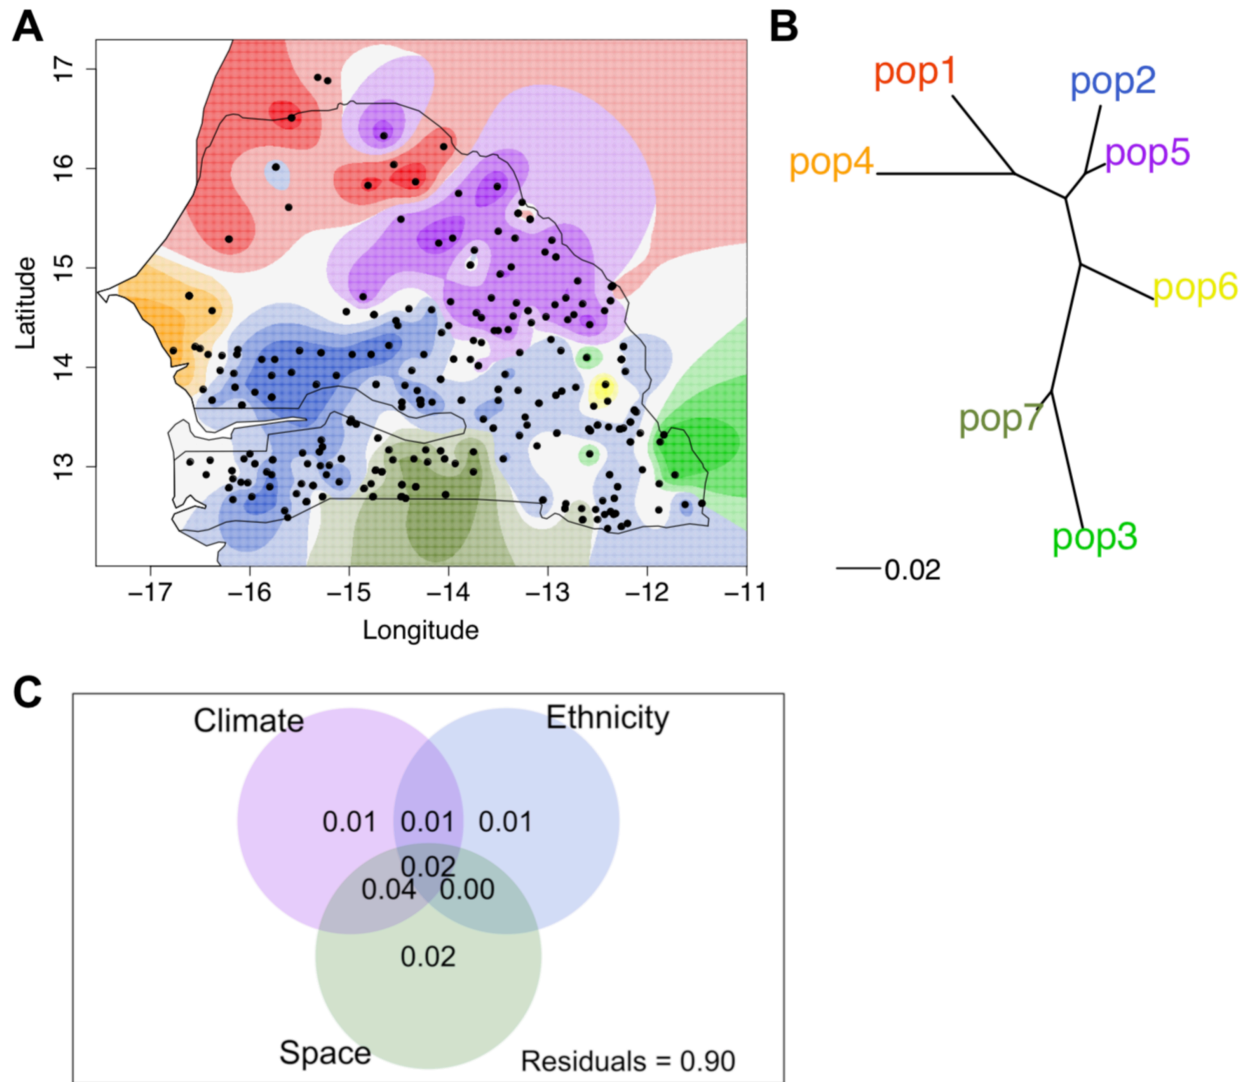 A
17
16
15
14
13
Latitude
−17
−16
−15
−14
−13
−12
−11
Longitude
B
pop1
pop2
pop4
pop5
pop6
pop7
pop3
0.02
C
Climate
Ethnicity
0.01
0.01
0.01
0.02
0.04
0.00
0.02
Space
Residuals = 0.90